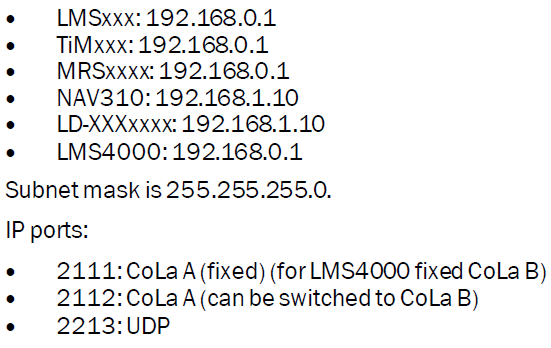 • LMSxxx: 192.168.0.1
• TiMxxx: 192.168.0.1
• MRSxxxx: 192.168.0.1
• NAV310: 192.168.1.10
• LD-XXXxxxx: 192.168.1.10
• LMS4000: 192.168.0.1
Subnet mask is 255.255.255.0.
IP ports:
• 2111: CoLa A (fixed) (for LMS4000 fixed CoLa B)
• 2112: CoLa A (can be switched to CoLa B)
• 2213: UDP